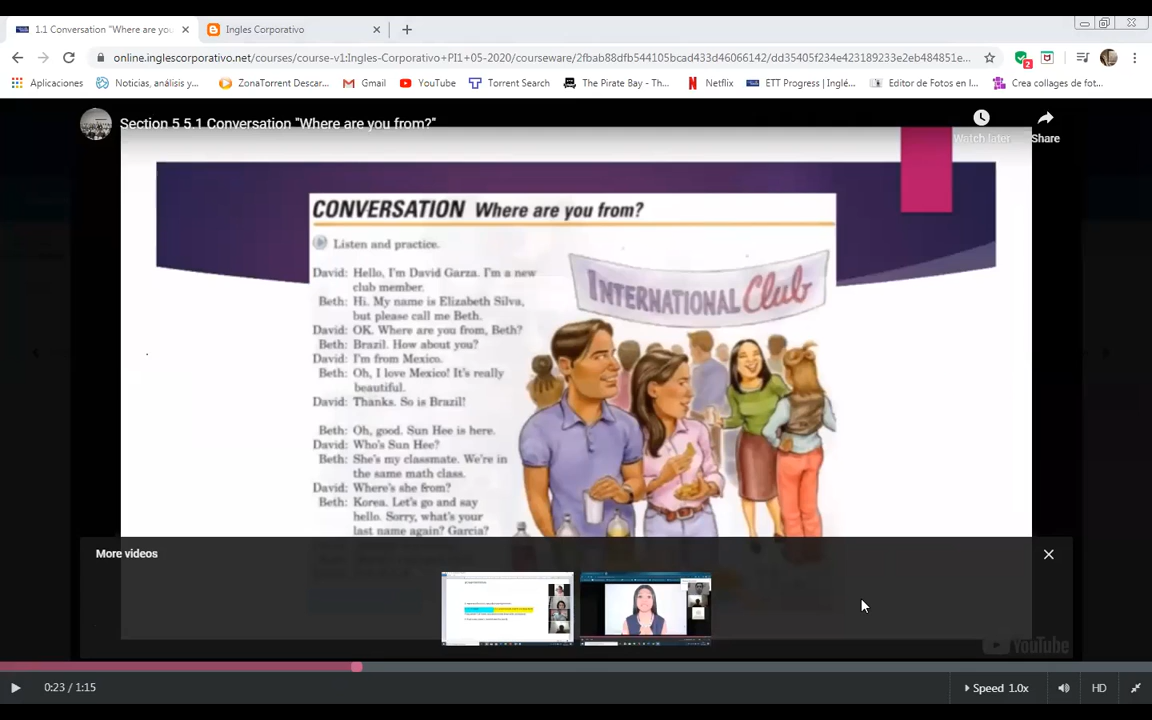 1.1 Conversation "Where are you
Ingles Corporativo
online.inglescorporativo.net/courses/course-v1:Ingles-Corporativo+PI1+05-2020/courseware/2fbab88dfb544105bcad433d46066142/dd35405f234e423189233e2eb484851e...
Aplicaciones
Noticias, análisis y...
ZonaTorrent Descar...
Gmail
YouTube
Torrent Search
The Pirate Bay - Th...
Netflix
ETT Progress | Inglé...
Editor de Fotos en l...
Crea collages de fot...
2
Section 5 5.1 Conversation "Where are you from?"
Watch later
Share
CONVERSATION Where are you from?
Listen and practice.
David: Hello, I'm David Garza. I'm a new
club member.
Beth: Hi. My name is Elizabeth Silva,
but please call me Beth.
David: OK. Where are you from, Beth?
Beth: Brazil. How about you?
David: I'm from Mexico.
Beth: Oh, I love Mexico! It's really
beautiful.
David: Thanks. So is Brazil!
Beth: Oh, good. Sun Hee is here.
David: Who's Sun Hee?
Beth: She's my classmate. We're in
the same math class.
David: Where's she from?
Beth: Korea. Let's go and say
hello. Sorry, what's your
last name again? Garcia?
INTERNATIONAL Club
More videos
YouTube
0:23 / 1:15
Speed 1.0x
HD